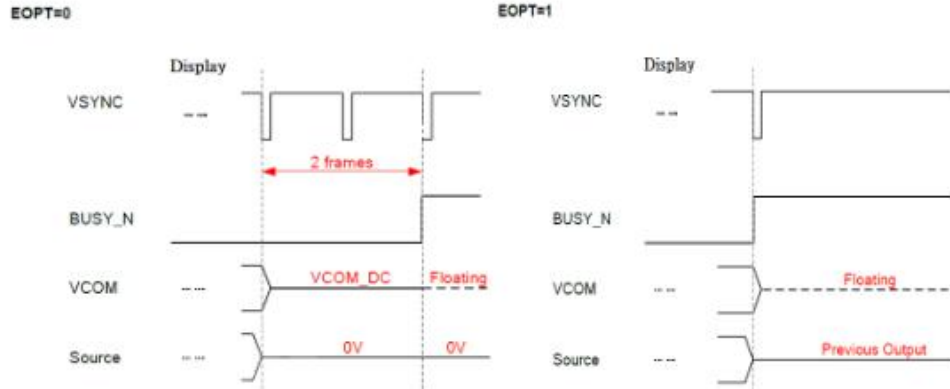 EOPT=0
Display
VSYNC
2 frames
BUSY_N
VCOM
VCOM_DC
Floating
Source
0V
0V
EOPT=1
Display
VSYNC
BUSY_N
VCOM
Floating
Source
Previous Output